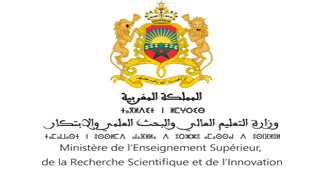 المملكة المغربية
ⵜⴰⴳⵍⴷⵉⵜ ⵏ ⵍⵎⵖⵔⵉⴱ
وزارة التعليم العالي والبحث العلمي والابتكار
Ministère de l'Enseignement Supérieur,
de la Recherche Scientifique et de l'Innovation